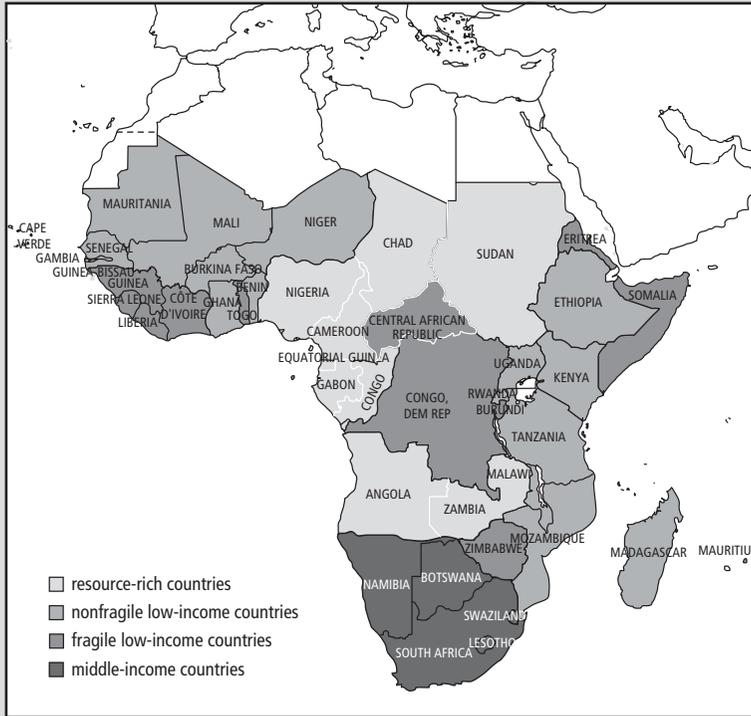 MAURITANIA
MALI
NIGER
CHAD
SUDAN
ERITREA
CAPE
VERDE
SENEGAL
GAMBIA
GUINEA-BISSAU
GUINEA
SIERRA LEONE
LIBERIA
CÔTE
D'IVOIRE
BURKINA FASO
GHANA
BENIN
TOGO
NIGERIA
CAMEROON
CENTRAL AFRICAN
REPUBLIC
ETHIOPIA
SOMALIA
EQUATORIAL GUINEA
GABON
CONGO
CONGO,
DEM REP
UGANDA
KENYA
RWANDA
BURUNDI
TANZANIA
ANGOLA
ZAMBIA
MALAWI
MOZAMBIQUE
ZIMBABWE
MADAGASCAR
MAURITIU
NAMIBIA
BOTSWANA
SWAZILAND
LESOTHO
SOUTH AFRICA
resource-rich countries
nonfragile low-income countries
fragile low-income countries
middle-income countries